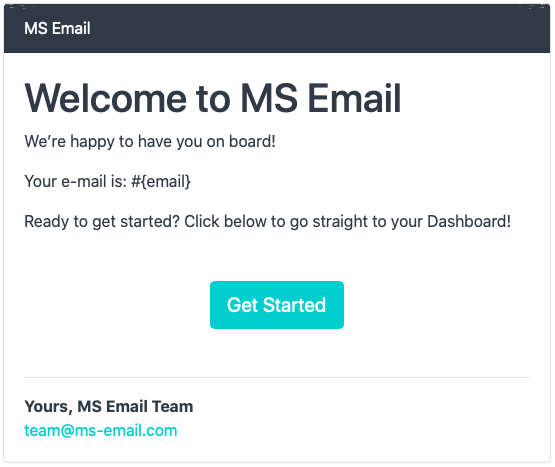 MS Email
Welcome to MS Email
We’re happy to have you on board!
Your e-mail is: #{email}
Ready to get started? Click below to go straight to your Dashboard!
Get Started
Yours, MS Email Team
team@ms-email.com